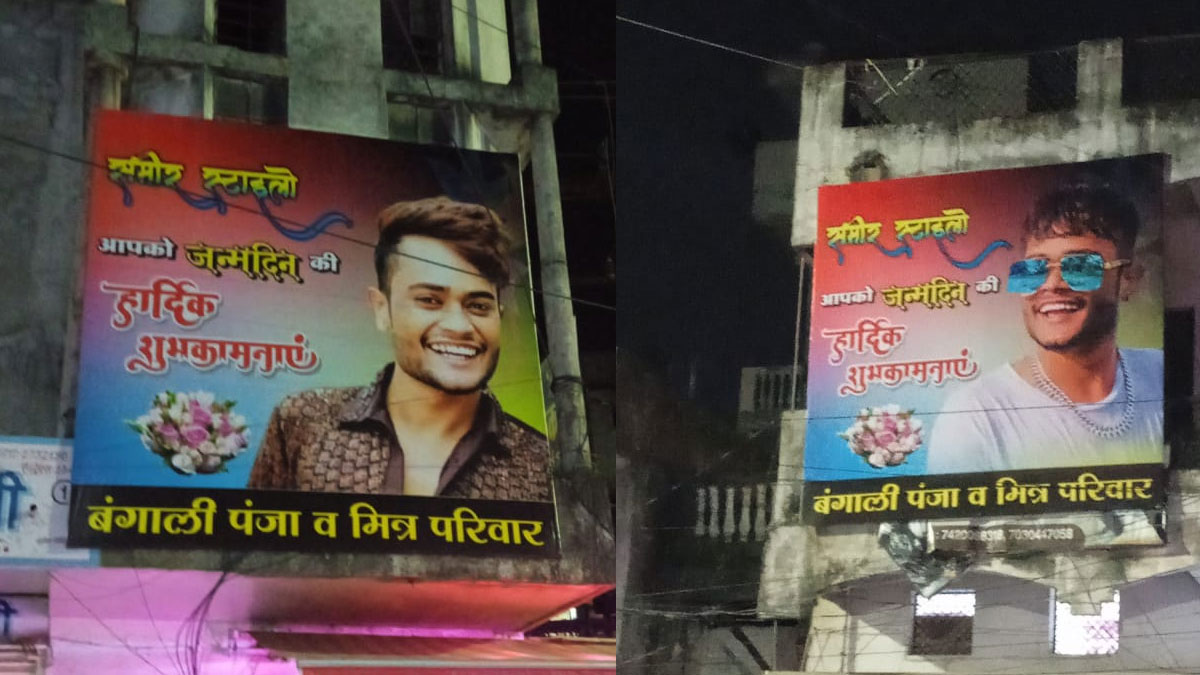 समीर स्टाइलो
आपको जन्मदिन की
हार्दिक
शुभकामनाएं
बंगाली पंजा व मित्र परिवार
समीर स्टाइलो
आपको जन्मदिन की
हार्दिक
शुभकामनाएं
बंगाली पंजा व मित्र परिवार